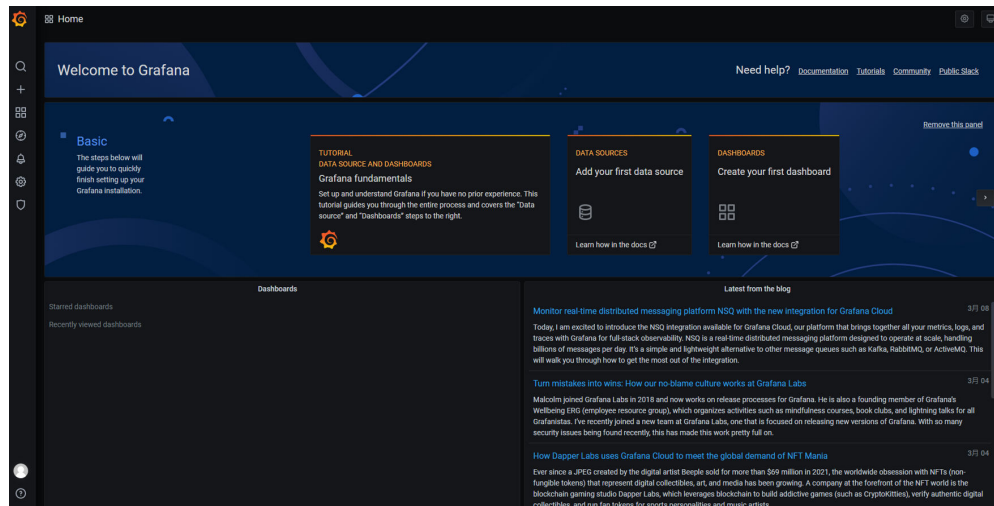 Home
Welcome to Grafana
Need help? Documentation Tutorials Community Public Slack
Remove this panel
Basic
The steps below will
guide you to quickly
finish setting up your
Grafana installation.
TUTORIAL
DATA SOURCE AND DASHBOARDS
Grafana fundamentals
Set up and understand Grafana if you have no prior experience. This
tutorial guides you through the entire process and covers the "Data
source" and "Dashboards" steps to the right.
DATA SOURCES
Add your first data source
Learn how in the docs
DASHBOARDS
Create your first dashboard
Learn how in the docs
Dashboards
Starred dashboards
Recently viewed dashboards
Latest from the blog
Monitor real-time distributed messaging platform NSQ with the new integration for Grafana Cloud
3月 08
Today, I am excited to introduce the NSQ integration available for Grafana Cloud, our platform that brings together all your metrics, logs, and
traces with Grafana for full-stack observability. NSQ is a real-time distributed messaging platform designed to operate at scale, handling
billions of messages per day. It's a simple and lightweight alternative to other message queues such as Kafka, RabbitMQ, or ActiveMQ. This
will walk you through how to get the most out of the integration.
Turn mistakes into wins: How our no-blame culture works at Grafana Labs
3月 04
Malcolm joined Grafana Labs in 2018 and now works on release processes for Grafana. He is also a founding member of Grafana's
Wellbeing ERG (employee resource group), which organizes activities such as mindfulness courses, book clubs, and lightning talks for all
Grafanistas. I've recently joined a new team at Grafana Labs, one that is focused on releasing new versions of Grafana. With so many
security issues being found recently, this has made this work pretty full on.
How Dapper Labs uses Grafana Cloud to meet the global demand of NFT Mania
3月 04
Ever since a JPEG created by the digital artist Beeple sold for more than $69 million in 2021, the worldwide obsession with NFTs (non-
fungible tokens) that represent digital collectibles, art, and media has been growing. A company at the forefront of the NFT world is the
blockchain gaming studio Dapper Labs, which leverages blockchain to build addictive games (such as CryptoKitties), verify authentic digital
collectibles, and run fan tokens for sports personalities and music artists.